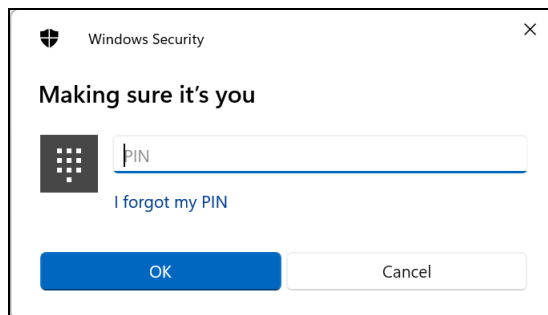 Windows Security
Making sure it's you
PIN
I forgot my PIN
OK
Cancel